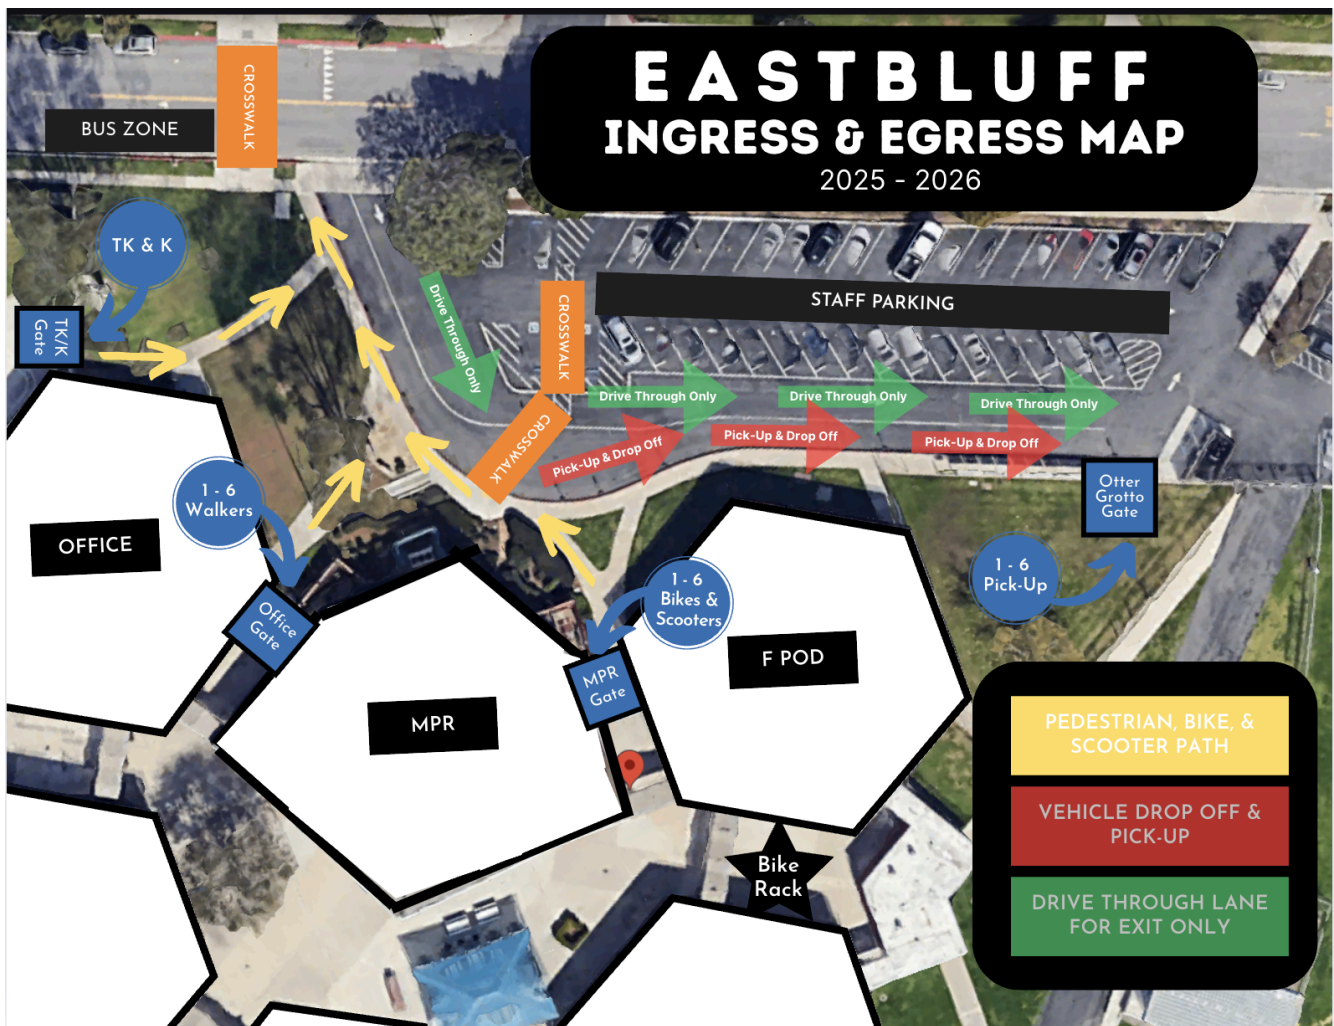 EASTBLUFF
INGRESS & EGRESS MAP
2025 - 2026
BUS ZONE
CROSSWALK
TK & K
TK/K
Gate
Drive Through Only
CROSSWALK
STAFF PARKING
CROSSWALK
Drive Through Only
Drive Through Only
Drive Through Only
Pick-Up & Drop Off
Pick-Up & Drop Off
Pick-Up & Drop Off
1 - 6
Walkers
OFFICE
Office
Gate
Otter
Grotto
Gate
1 - 6
Pick-Up
1 - 6
Bikes &
Scooters
MPR
Gate
F POD
MPR
Bike
Rack
PEDESTRIAN, BIKE, &
SCOOTER PATH
VEHICLE DROP OFF &
PICK-UP
DRIVE THROUGH LANE
FOR EXIT ONLY